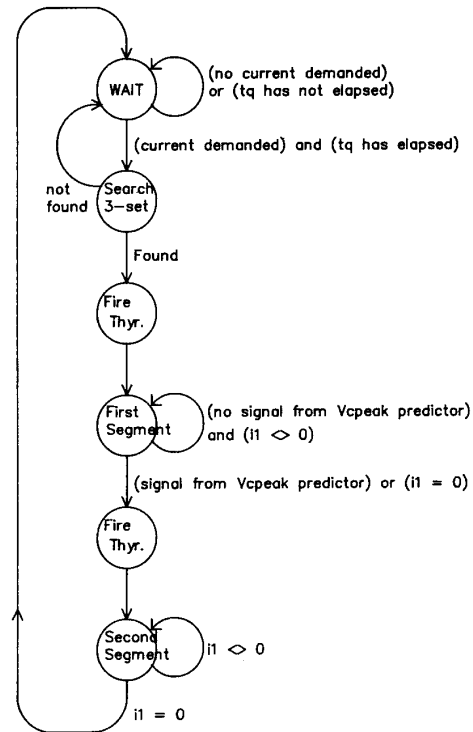 (no current demanded)
or (tq has not elapsed)
WAIT
(current demanded) and (tq has elapsed)
not
found
Search
3-set
Found
Fire
Thyr.
First
Segment
(no signal from Vcpeak predictor)
and (i1 <> 0)
(signal from Vcpeak predictor) or (i1 = 0)
Fire
Thyr.
Second
Segment
i1 <> 0
i1 = 0